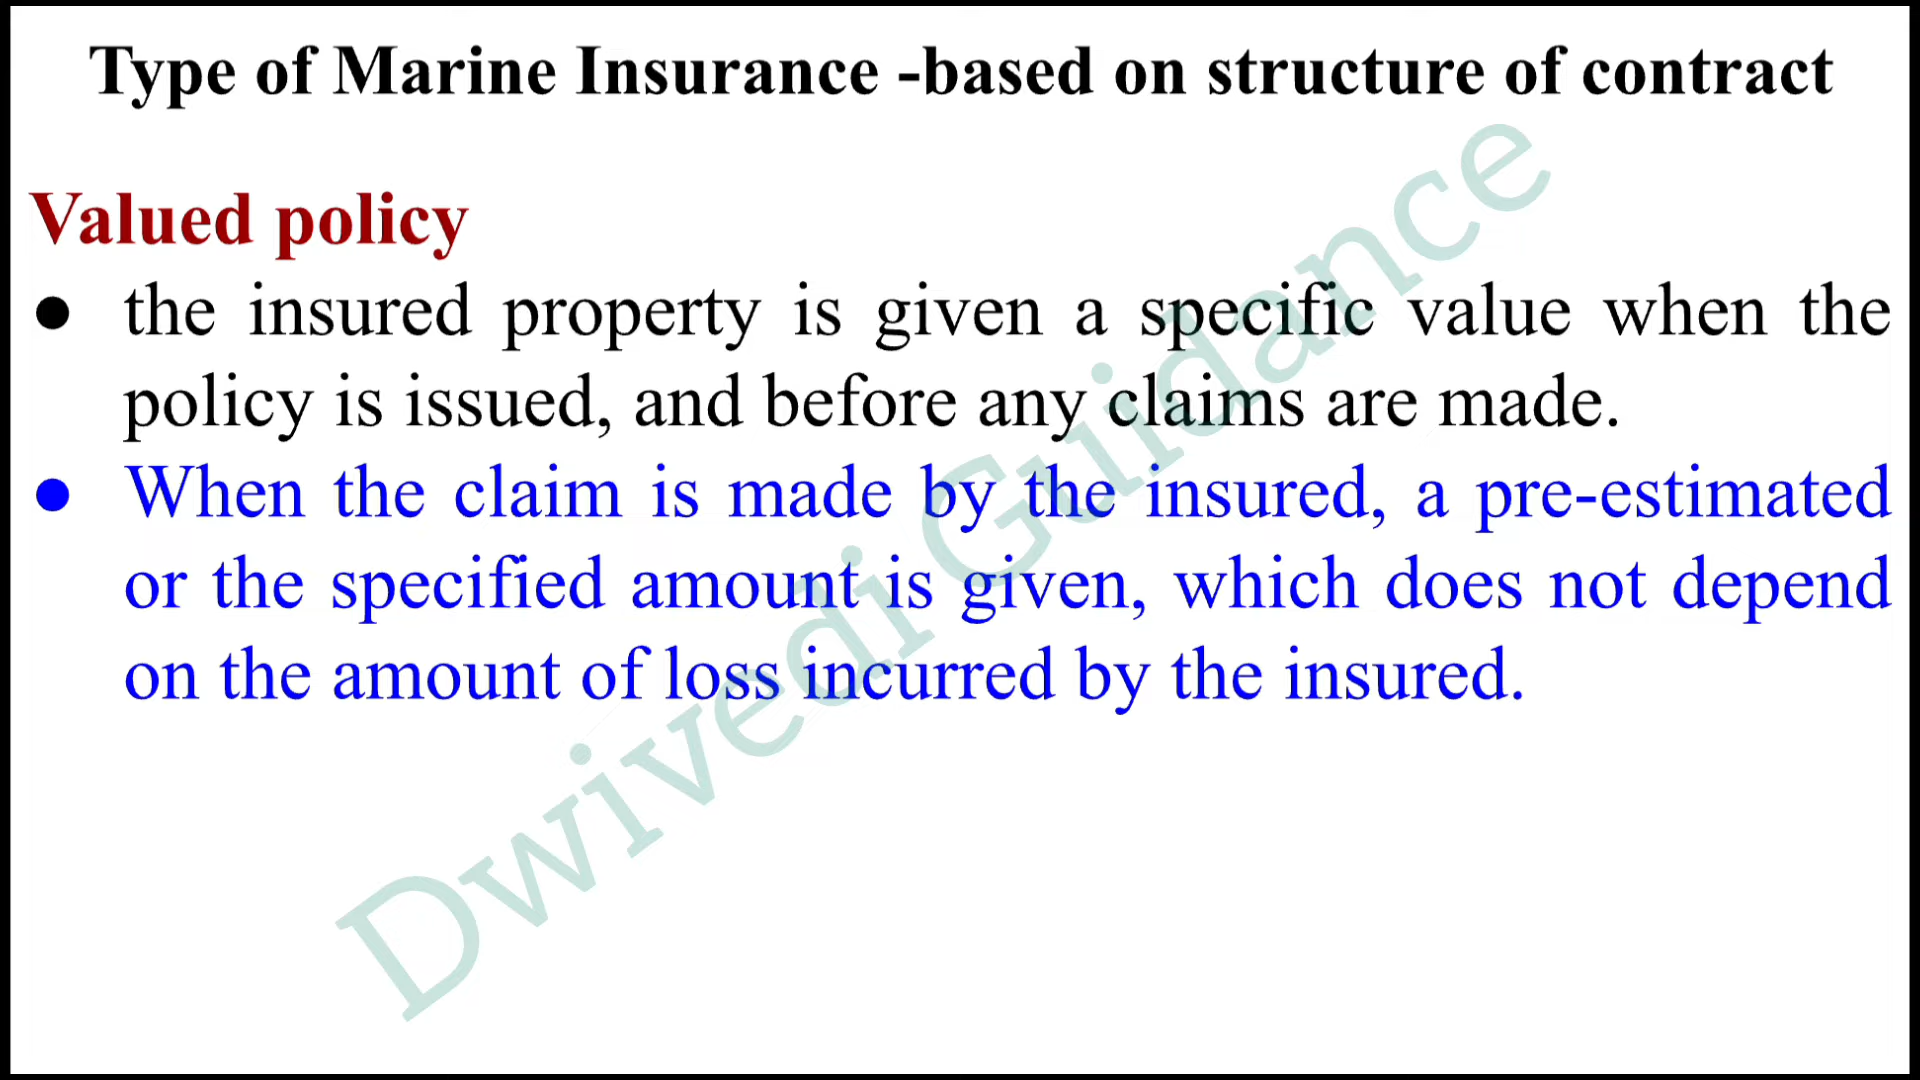 Type of Marine Insurance -based on structure of contract
Valued policy
● the insured property is given a specific value when the
policy is issued, and before any claims are made.
● When the claim is made by the insured, a pre-estimated
or the specified amount is given, which does not depend
on the amount of loss incurred by the insured.
Dwivedi Guidance